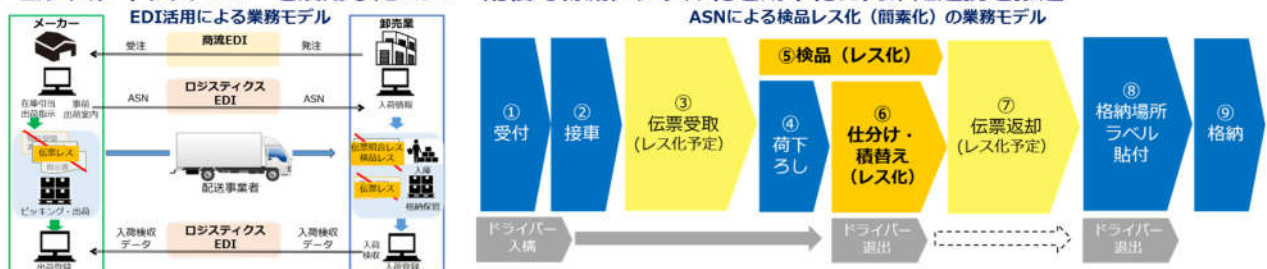 EDI活用による業務モデル
メーカー
卸売業
商流EDI
受注
発注
ロジスティクス
EDI
ASN
ASN
在庫引当
出荷指示
事前
出荷案内
入荷情報
伝票レス
配送事業者
伝票照合レス
検品レス
入庫
伝票レス
格納保管
ピッキング・出荷
入荷検収
データ
ロジスティクス
EDI
入荷検収
データ
入荷
検収
出荷登録
入荷登録
ASNによる検品レス化（簡素化）の業務モデル
①
受付
②
接車
③
伝票受取
(レス化予定)
⑤検品（レス化）
④
荷下
ろし
⑥
仕分け・
積替え
（レス化）
⑦
伝票返却
(レス化予定)
⑧
格納場所
ラベル
貼付
⑨
格納
ドライバー
入構
ドライバー
退出
ドライバー
退出